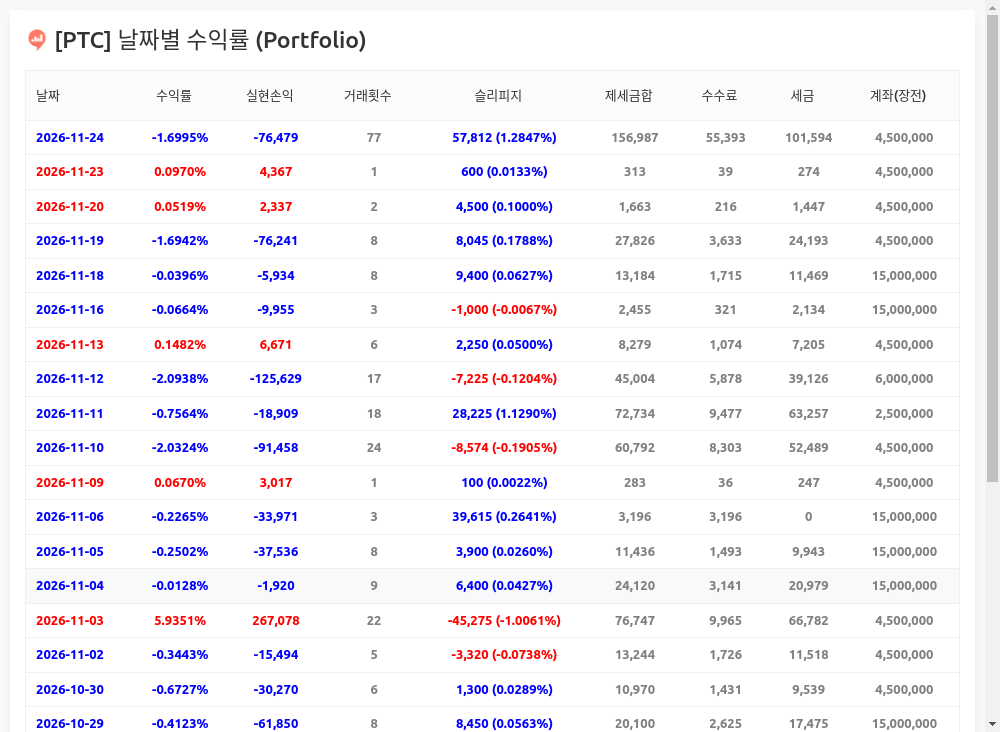 [PTC] 날짜별 수익률 (Portfolio)
날짜 수익률 실현손익 거래횟수 슬리피지 제세금합 수수료 세금 계좌(장전)
2026-11-24 -1.6995% -76,479 77 57,812 (1.2847%) 156,987 55,393 101,594 4,500,000
2026-11-23 0.0970% 4,367 1 600 (0.0133%) 313 39 274 4,500,000
2026-11-20 0.0519% 2,337 2 4,500 (0.1000%) 1,663 216 1,447 4,500,000
2026-11-19 -1.6942% -76,241 8 8,045 (0.1788%) 27,826 3,633 24,193 4,500,000
2026-11-18 -0.0396% -5,934 8 9,400 (0.0627%) 13,184 1,715 11,469 15,000,000
2026-11-16 -0.0664% -9,955 3 -1,000 (-0.0067%) 2,455 321 2,134 15,000,000
2026-11-13 0.1482% 6,671 6 2,250 (0.0500%) 8,279 1,074 7,205 4,500,000
2026-11-12 -2.0938% -125,629 17 -7,225 (-0.1204%) 45,004 5,878 39,126 6,000,000
2026-11-11 -0.7564% -18,909 18 28,225 (1.1290%) 72,734 9,477 63,257 2,500,000
2026-11-10 -2.0324% -91,458 24 -8,574 (-0.1905%) 60,792 8,303 52,489 4,500,000
2026-11-09 0.0670% 3,017 1 100 (0.0022%) 283 36 247 4,500,000
2026-11-06 -0.2265% -33,971 3 39,615 (0.2641%) 3,196 3,196 0 15,000,000
2026-11-05 -0.2502% -37,536 8 3,900 (0.0260%) 11,436 1,493 9,943 15,000,000
2026-11-04 -0.0128% -1,920 9 6,400 (0.0427%) 24,120 3,141 20,979 15,000,000
2026-11-03 5.9351% 267,078 22 -45,275 (-1.0061%) 76,747 9,965 66,782 4,500,000
2026-11-02 -0.3443% -15,494 5 -3,320 (-0.0738%) 13,244 1,726 11,518 4,500,000
2026-10-30 -0.6727% -30,270 6 1,300 (0.0289%) 10,970 1,431 9,539 4,500,000
2026-10-29 -0.4123% -61,850 8 8,450 (0.0563%) 20,100 2,625 17,475 15,000,000